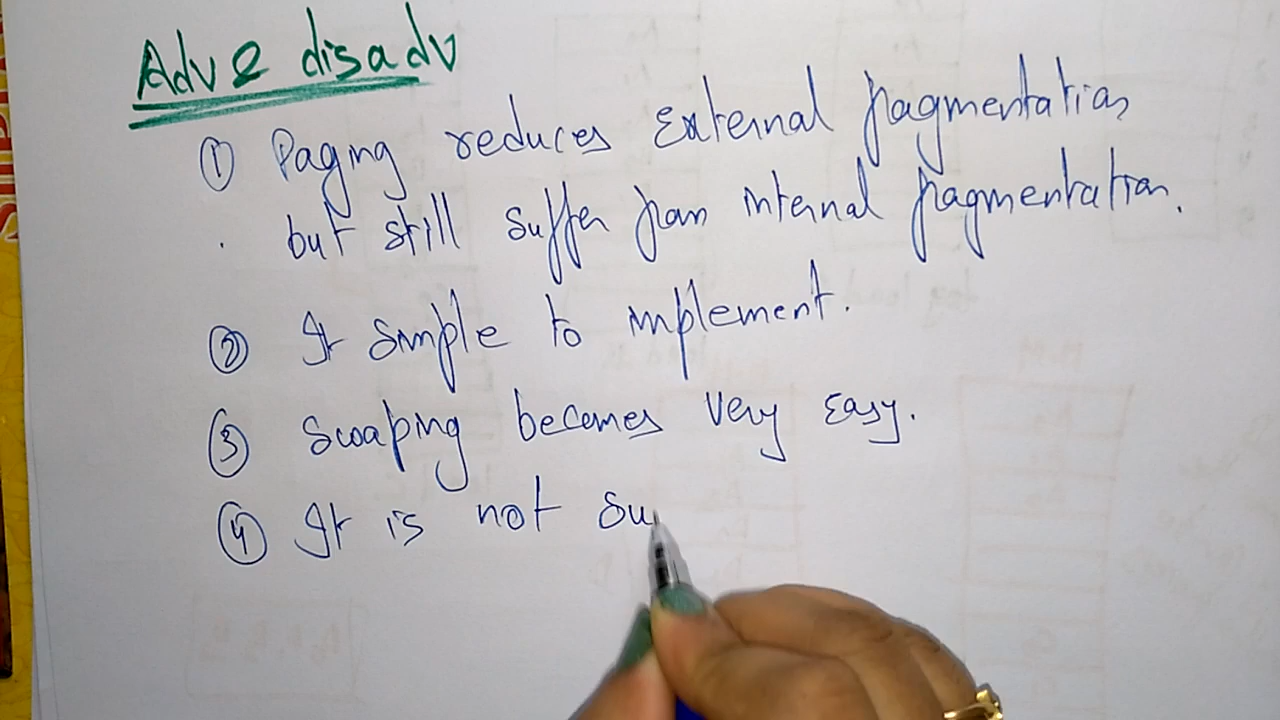 Adv & disadv
① Paging reduces External fragmentation,
but still suffer from internal fragmentation.
② It simple to implement.
③ Swaping becomes very easy.
④ It is not su